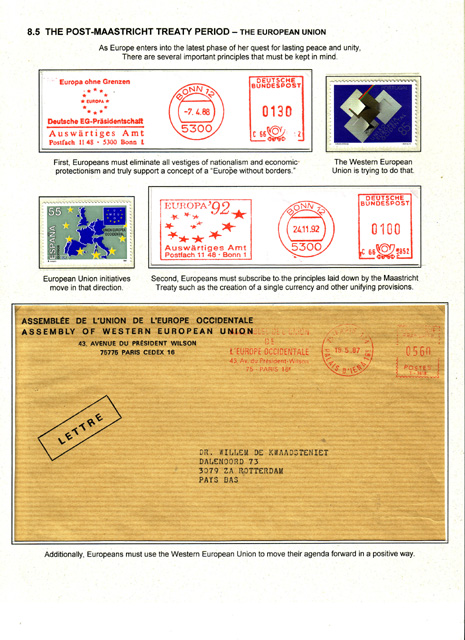 8.5 THE POST-MAASTRICHT TREATY PERIOD – THE EUROPEAN UNION
As Europe enters into the latest phase of her quest for lasting peace and unity,
There are several important principles that must be kept in mind.
Europa ohne Grenzen
EUROPA
Deutsche EG-Präsidentschaft
Auswärtiges Amt
Postfach 11 48 · 5300 Bonn 1
BONN 12
-7.4.88
5300
DEUTSCHE
BUNDESPOST
0130
C 66
First, Europeans must eliminate all vestiges of nationalism and economic-
protectionism and truly support a concept of a "Europe without borders."
The Western European
Union is trying to do that.
55
ESPAÑA
EUROPA '92
Auswärtiges Amt
Postfach 11 48 · Bonn 1
BONN 12
24.11.92
5300
DEUTSCHE
BUNDESPOST
0100
C 66
European Union initiatives
move in that direction.
Second, Europeans must subscribe to the principles laid down by the Maastricht
Treaty such as the creation of a single currency and other unifying provisions.
ASSEMBLÉE DE L'UNION DE L'EUROPE OCCIDENTALE
ASSEMBLY OF WESTERN EUROPEAN UNION
43, AVENUE DU PRÉSIDENT WILSON
75775 PARIS CEDEX 16
DE
L'EUROPE OCCIDENTALE
43, Av. du Président-Wilson
75 - PARIS 16e
0560
POSTES
LETTRE
DR. WILLEM DE KWAADSTENIET
DALENOORD 73
3079 ZA ROTTERDAM
PAYS BAS
Additionally, Europeans must use the Western European Union to move their agenda forward in a positive way.